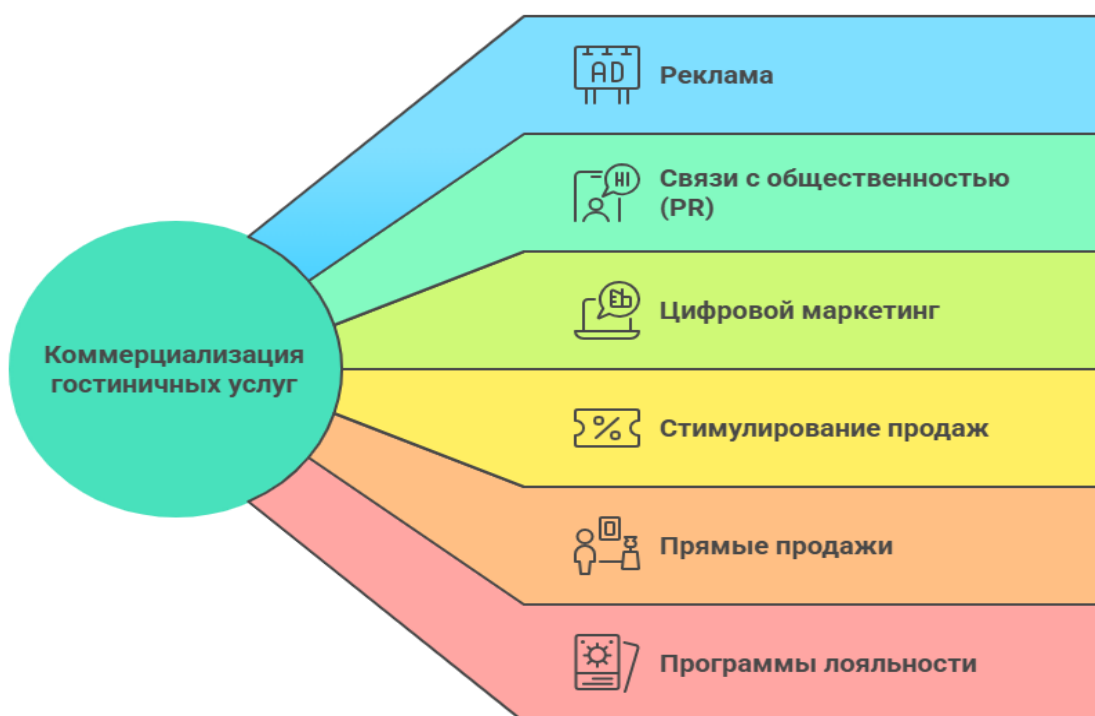 AD
Реклама
HI
Связи с общественностью
(PR)
Цифровой маркетинг
Коммерциализация
гостиничных услуг
%
Стимулирование продаж
Прямые продажи
Программы лояльности